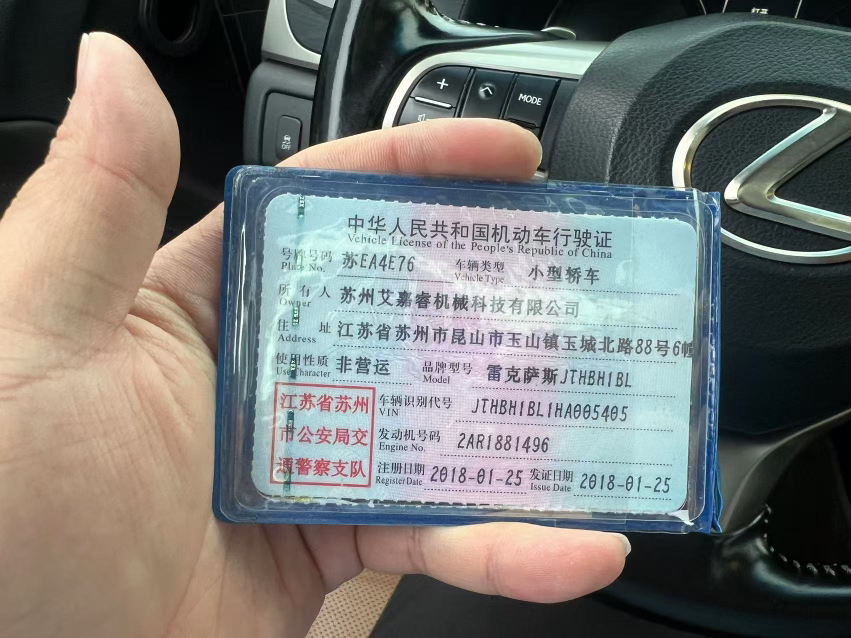 MODE
OFF
中华人民共和国机动车行驶证
Vehicle License of the People's Republic of China
号牌号码 苏EA4E76 车辆类型 小型轿车
Plate No. Vehicle Type
所有人 苏州艾嘉睿机械科技有限公司
Owner
住址 江苏省苏州市昆山市玉山镇玉城北路88号6幢
Address
使用性质 非营运 品牌型号 雷克萨斯JTHBH1BL
Use Character Model
江苏省苏州 车辆识别代号 JTHBH1BL1HA005405
VIN
市公安局交 发动机号码 2AR1881496
Engine No.
通警察支队 注册日期 2018-01-25 发证日期 2018-01-25
Register Date Issue Date